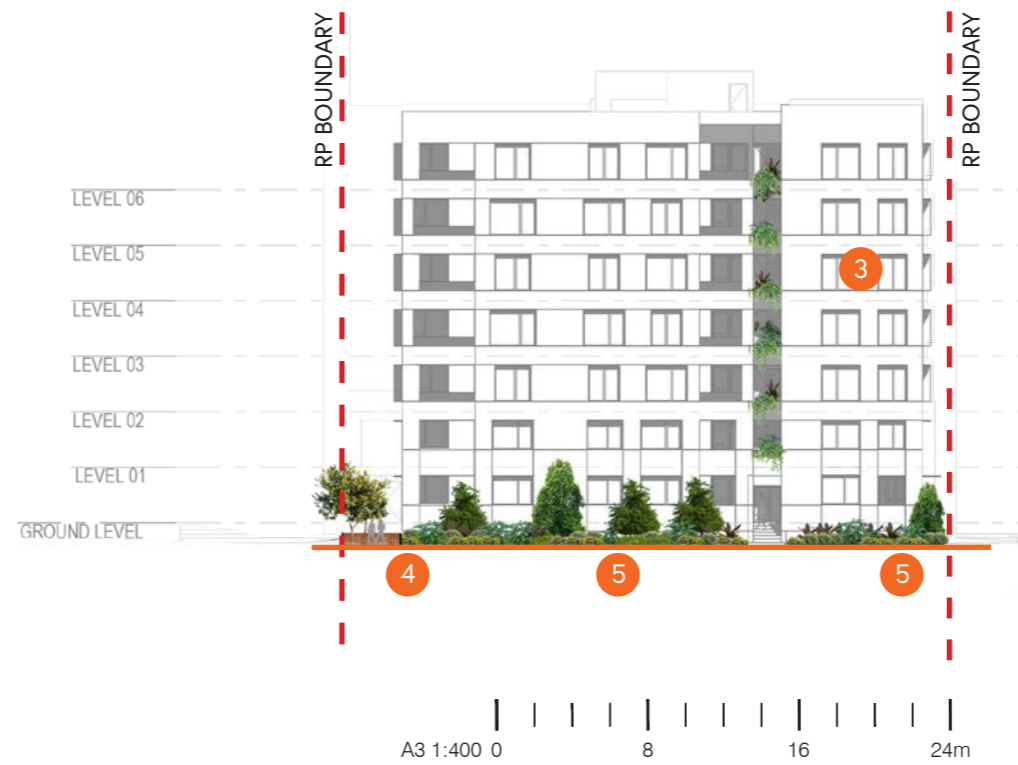 RP BOUNDARY
RP BOUNDARY
LEVEL 06
LEVEL 05
3
LEVEL 04
LEVEL 03
LEVEL 02
LEVEL 01
GROUND LEVEL
4
5
5
A3 1:400 0 8 16 24m